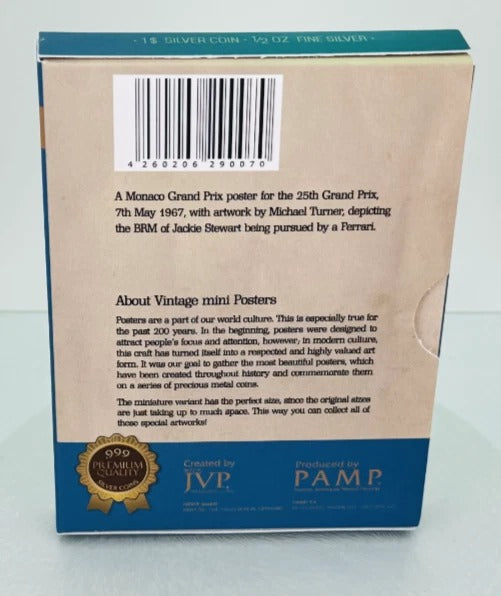 · 1$ SILVER COIN · 1/2 OZ FINE SILVER ·
4 260206 290070
A Monaco Grand Prix poster for the 25th Grand Prix,
7th May 1967, with artwork by Michael Turner, depicting
the BRM of Jackie Stewart being pursued by a Ferrari.
About Vintage mini Posters
Posters are a part of our world culture. This is especially true for
the past 200 years. In the beginning, posters were designed to
attract people's focus and attention, however, in modern culture,
this craft has turned itself into a respected and highly valued art
form. It was our goal to gather the most beautiful posters, which
have been created throughout history and commemorate them
on a series of precious metal coins.
The miniature variant has the perfect size, since the original sizes
are just taking up to much space. This way you can collect all of
those special artworks!
999
PREMIUM
QUALITY
SILVER COINS
Created by
JVP
Produced by
PAMP